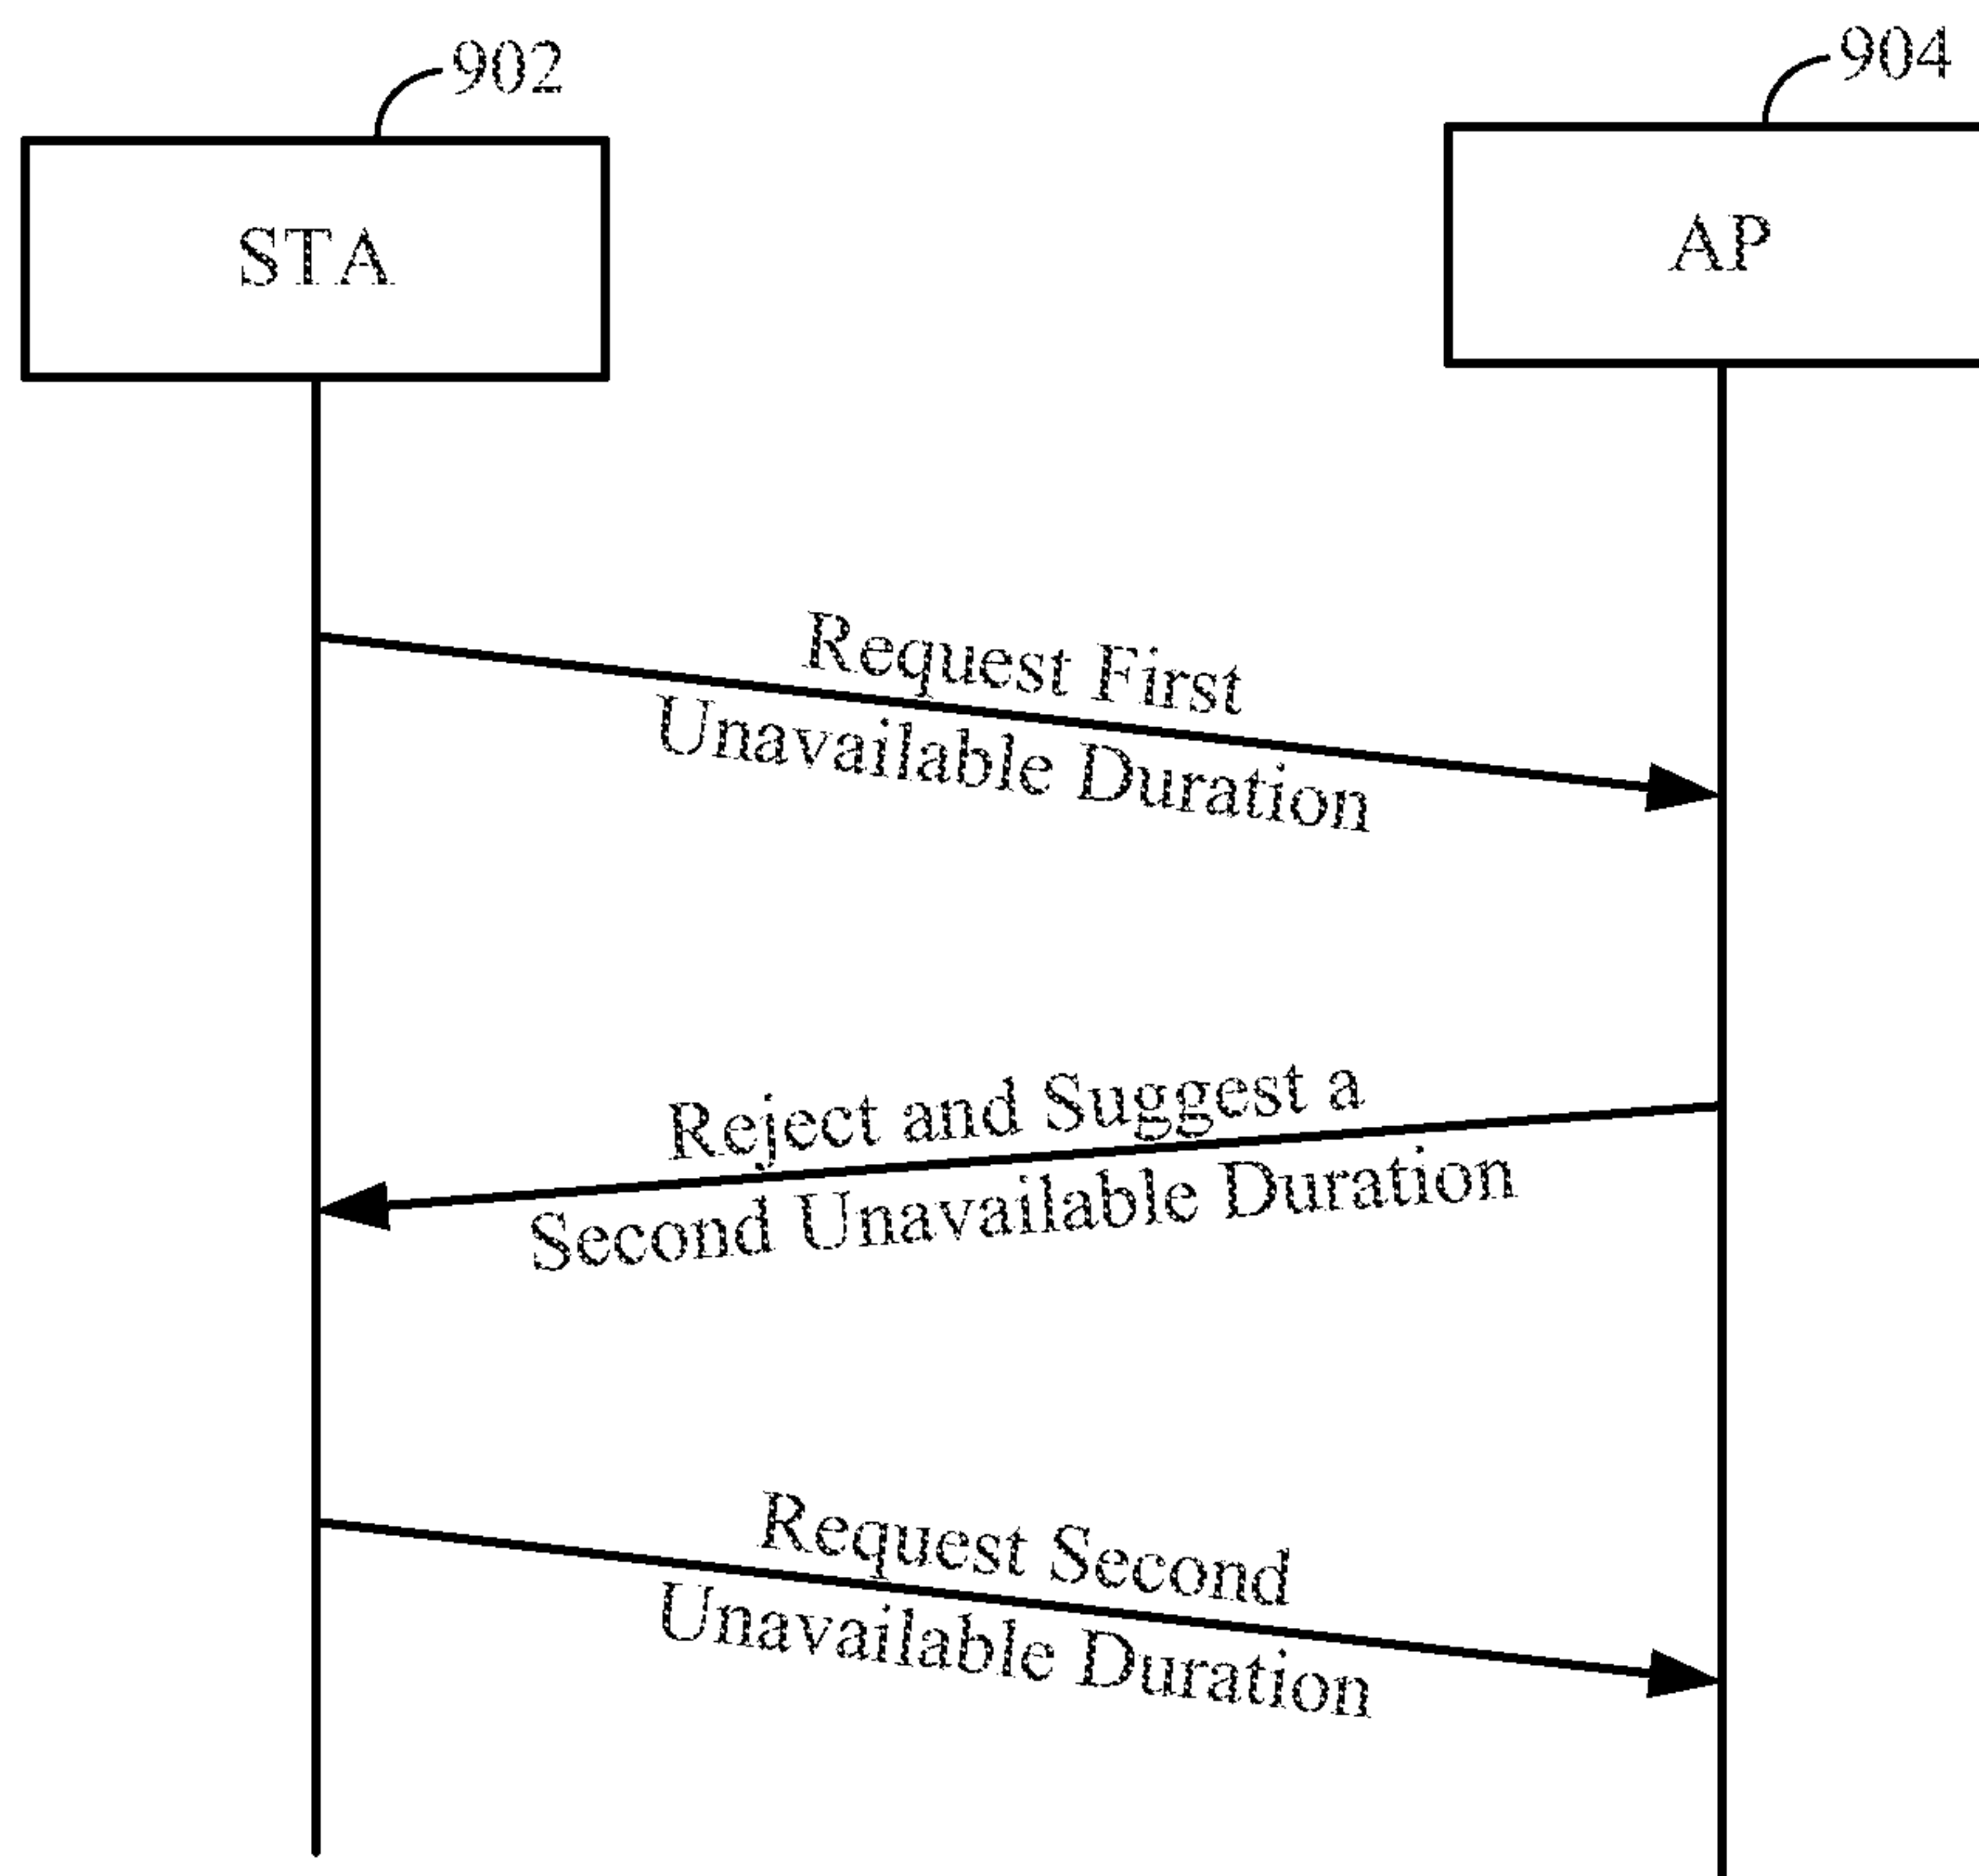 902
904
STA
AP
Request First
Unavailable Duration
Reject and Suggest a
Second Unavailable Duration
Request Second
Unavailable Duration